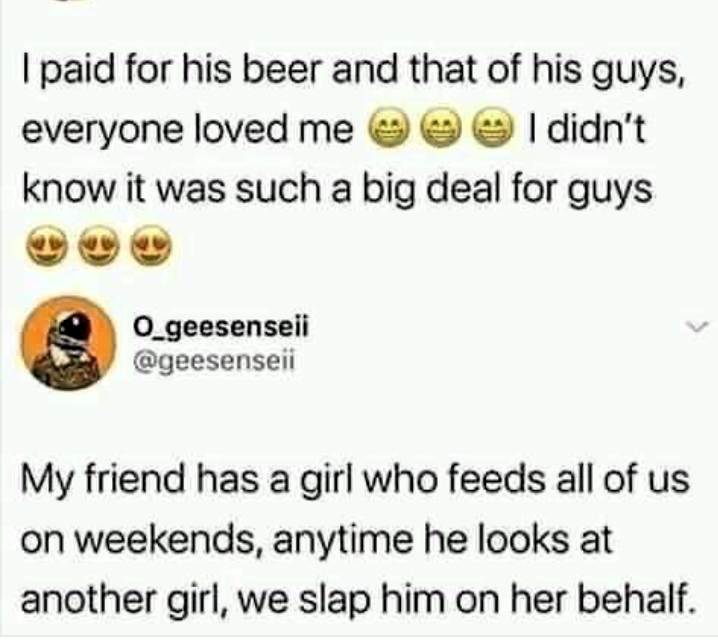 I paid for his beer and that of his guys,
everyone loved me 😁 😁 😁 I didn't
know it was such a big deal for guys
😍 😍 😍
O_geesenseii
@geesenseii
My friend has a girl who feeds all of us
on weekends, anytime he looks at
another girl, we slap him on her behalf.